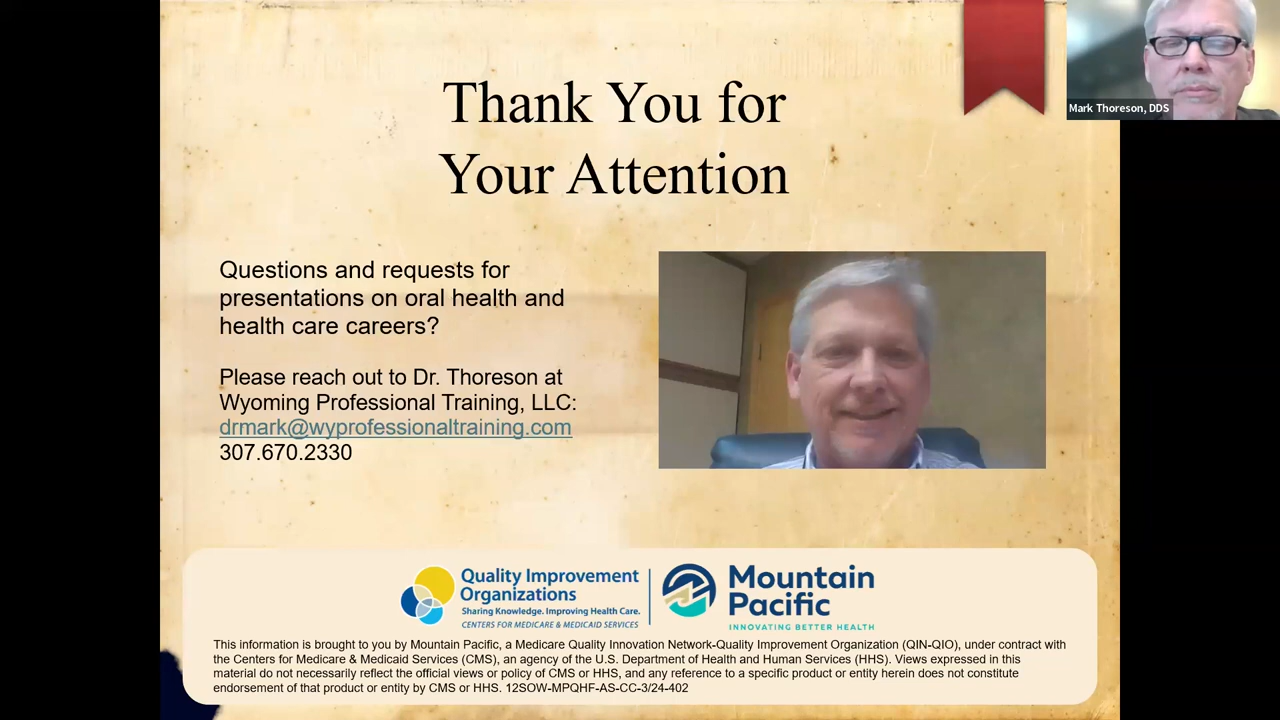 Thank You for
Your Attention
Mark Thoreson, DDS
Questions and requests for
presentations on oral health and
health care careers?
Please reach out to Dr. Thoreson at
Wyoming Professional Training, LLC:
drmark@wyprofessionaltraining.com
307.670.2330
Quality Improvement
Organizations
Sharing Knowledge. Improving Health Care.
CENTERS FOR MEDICARE & MEDICAID SERVICES
Mountain
Pacific
INNOVATING BETTER HEALTH
This information is brought to you by Mountain Pacific, a Medicare Quality Innovation Network-Quality Improvement Organization (QIN-QIO), under contract with
the Centers for Medicare & Medicaid Services (CMS), an agency of the U.S. Department of Health and Human Services (HHS). Views expressed in this
material do not necessarily reflect the official views or policy of CMS or HHS, and any reference to a specific product or entity herein does not constitute
endorsement of that product or entity by CMS or HHS. 12SOW-MPQHF-AS-CC-3/24-402